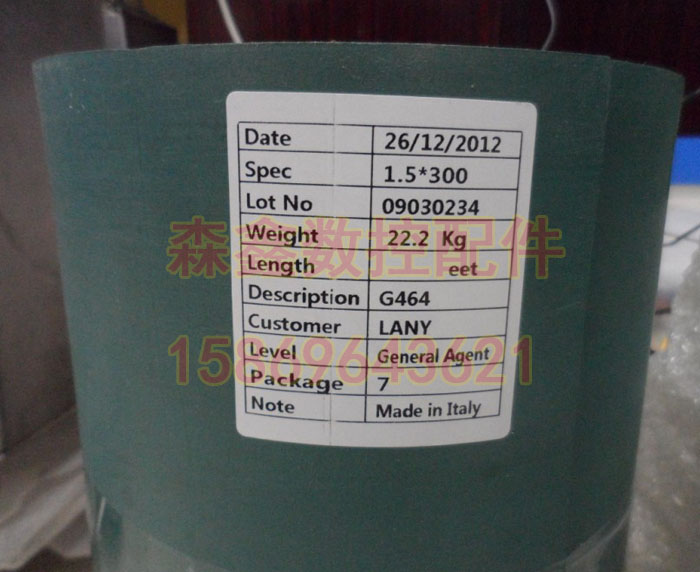 Date 26/12/2012
Spec 1.5*300
Lot No 09030234
Weight 22.2 Kg
森鑫数控配件
Length eet
Description G464
Customer LANY
Level General Agent
15869643621
Package 7
Note Made in Italy